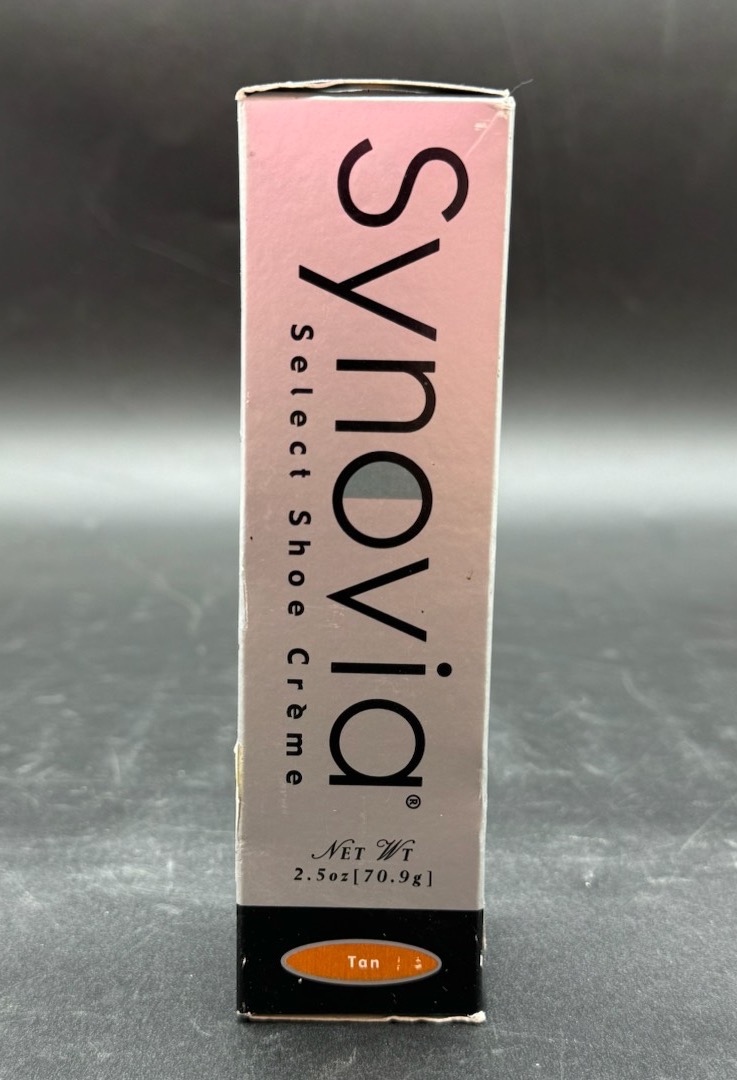 Synovia®
Select Shoe Crème
NET WT
2.5oz[70.9g]
Tan